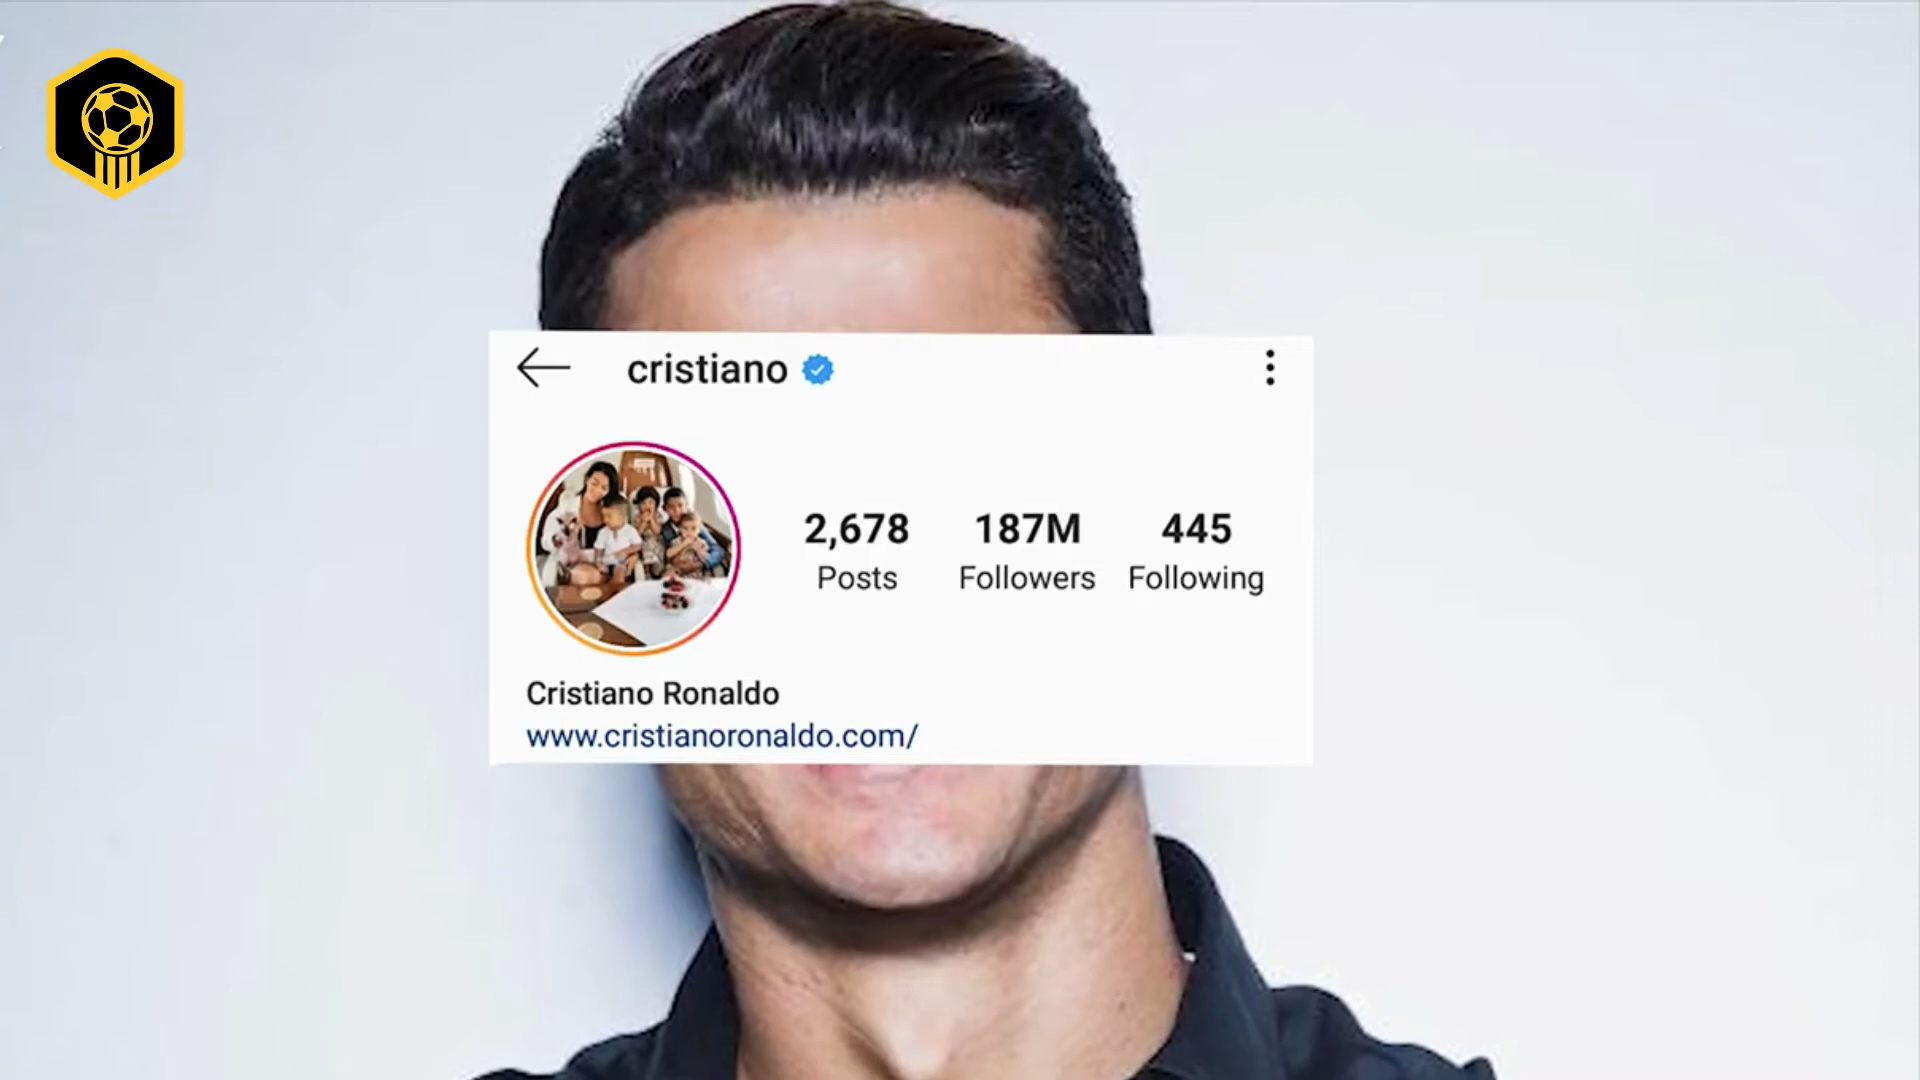 cristiano
2,678 187M 445
Posts Followers Following
Cristiano Ronaldo
www.cristianoronaldo.com/